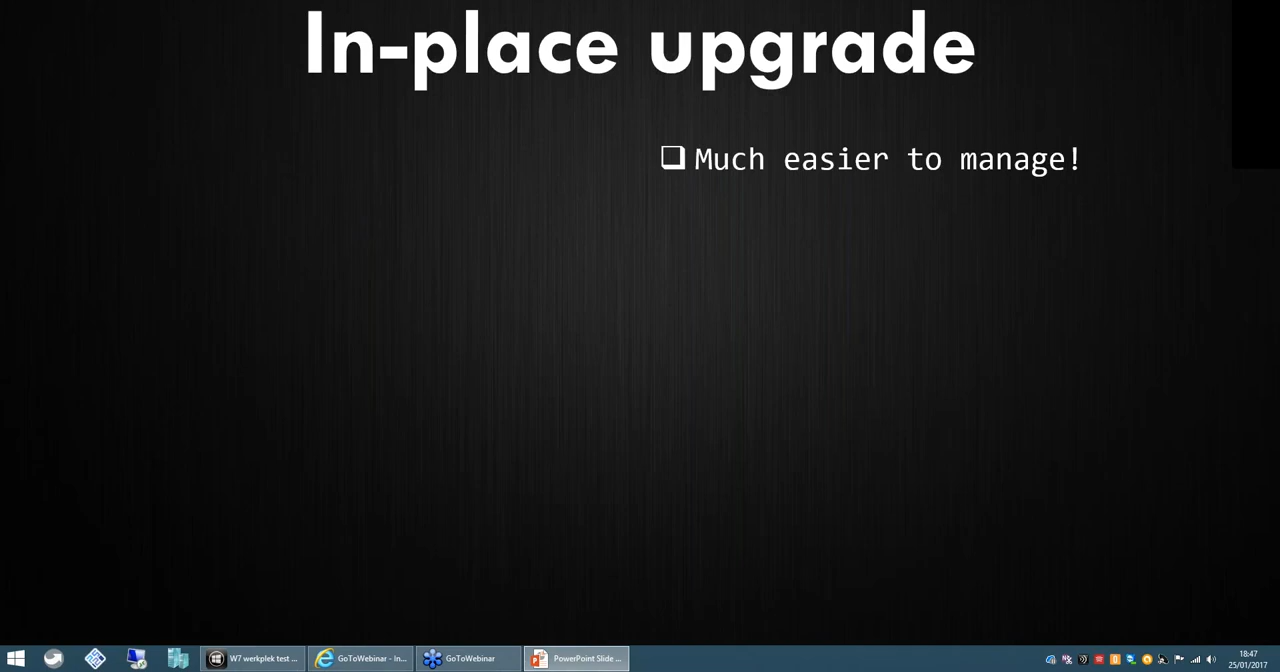 In-place upgrade
Much easier to manage!
W7 werkplek test ...
GoToWebinar - In...
GoToWebinar
PowerPoint Slide ...
18:47
25/01/2017